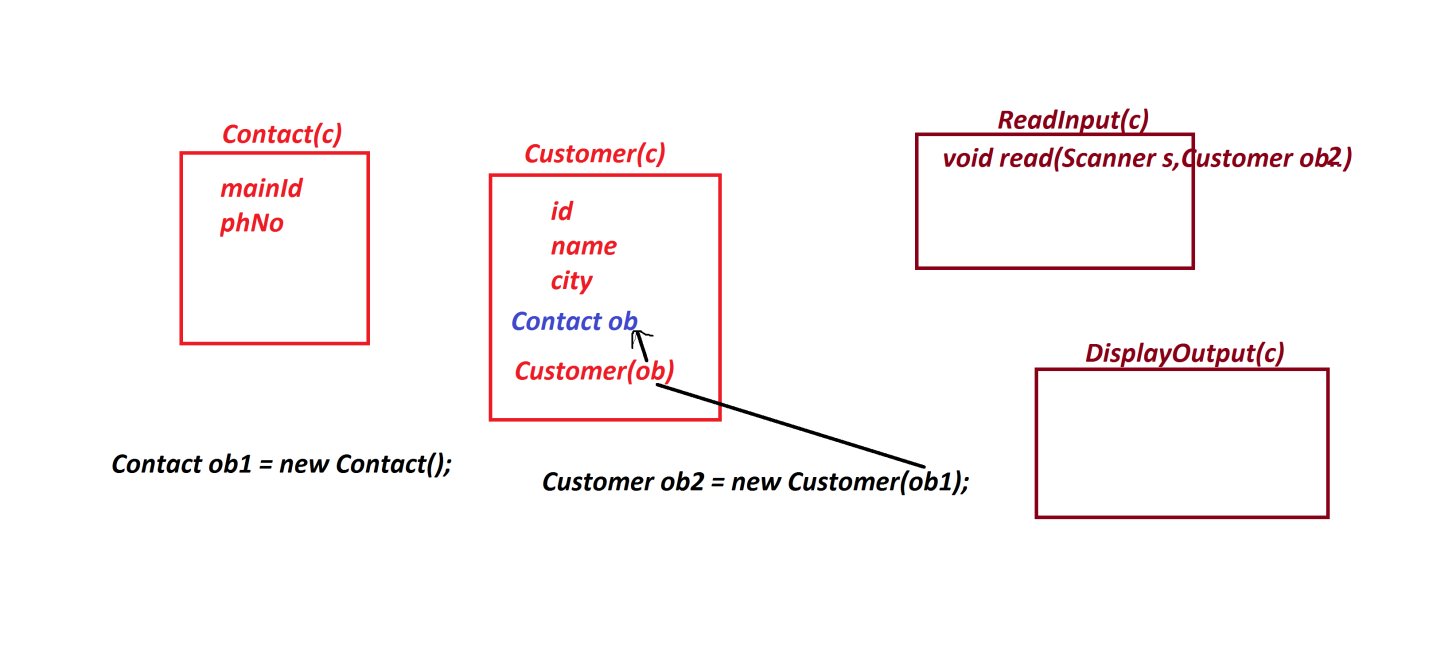 Contact(c)
mainId
phNo
Contact ob1 = new Contact();
Customer(c)
id
name
city
Contact ob
Customer(ob)
Customer ob2 = new Customer(ob1);
ReadInput(c)
void read(Scanner s,Customer ob2)
DisplayOutput(c)